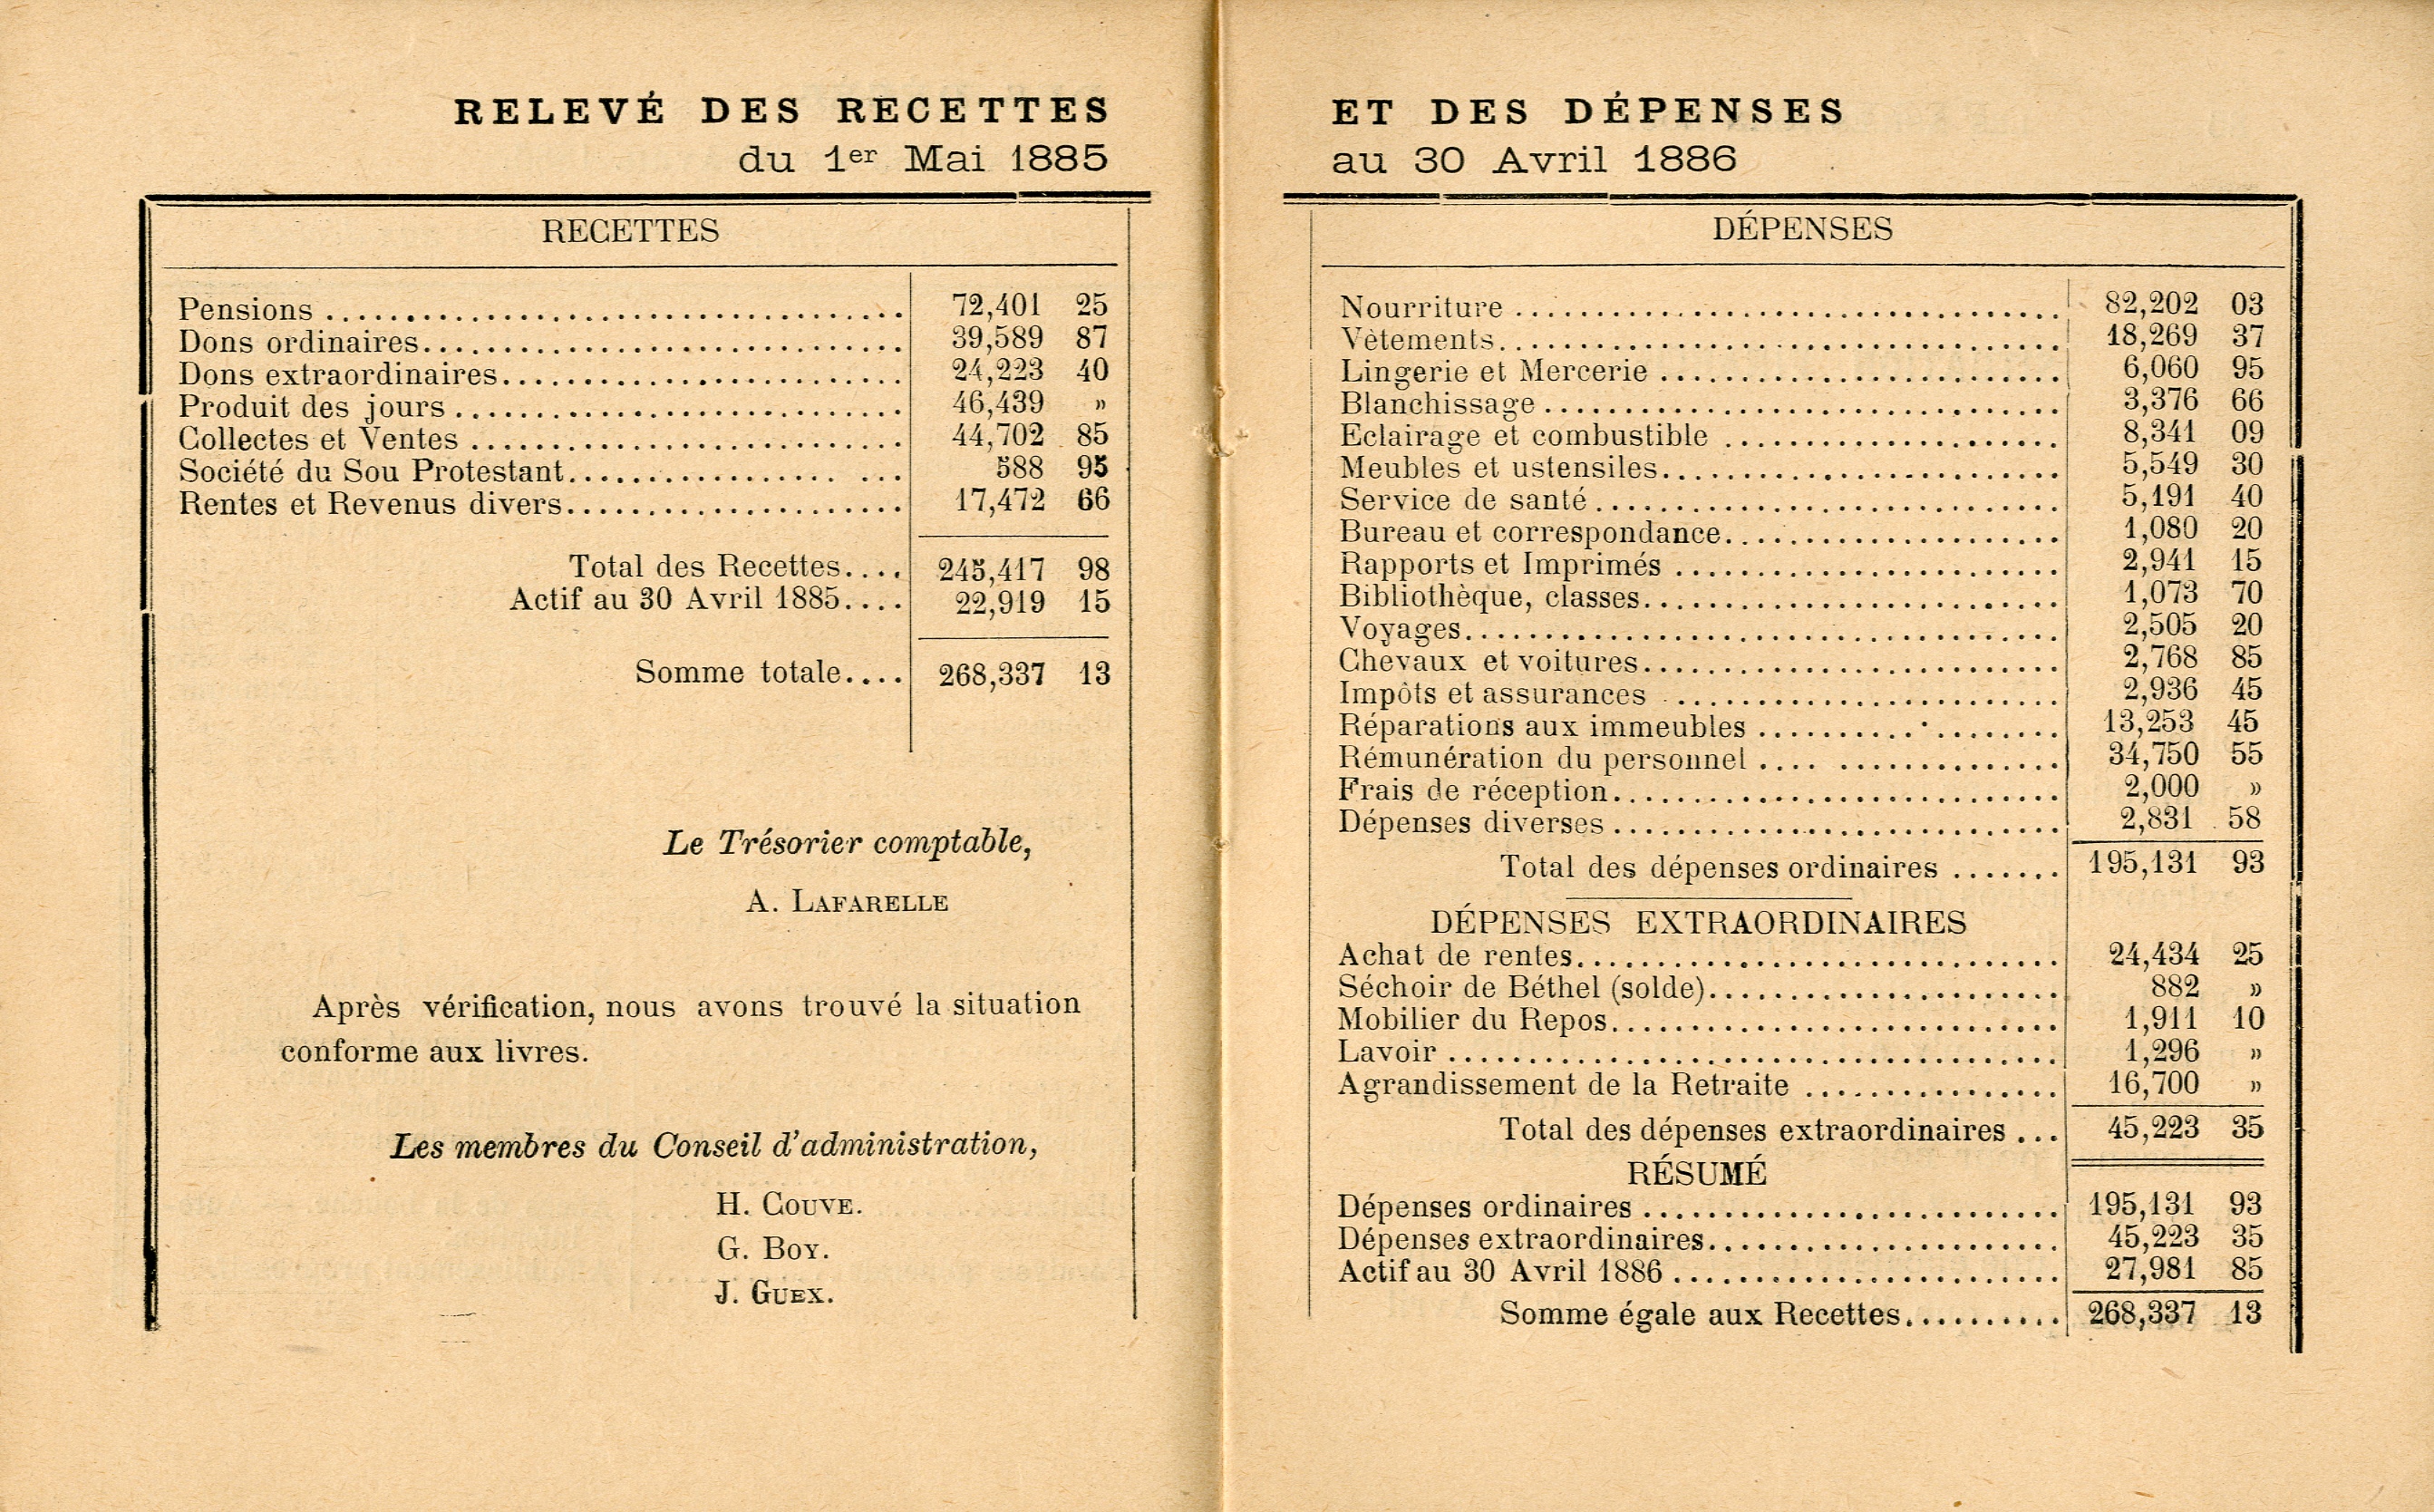 RELEVÉ DES RECETTES
du 1er Mai 1885
RECETTES
Pensions ........ 72,401 25
Dons ordinaires........ 39,589 87
Dons extraordinaires........ 24,223 40
Produit des jours ........ 46,439 »
Collectes et Ventes ........ 44,702 85
Société du Sou Protestant........ 588 95
Rentes et Revenus divers........ 17,472 66
Total des Recettes.... 245,417 98
Actif au 30 Avril 1885.... 22,919 15
Somme totale.... 268,337 13
Le Trésorier comptable,
A. LAFARELLE
Après vérification, nous avons trouvé la situation
conforme aux livres.
Les membres du Conseil d'administration,
H. COUVE.
G. BOY.
J. GUEX.
ET DES DÉPENSES
au 30 Avril 1886
DÉPENSES
Nourriture ........ 82,202 03
Vêtements........ 18,269 37
Lingerie et Mercerie ........ 6,060 95
Blanchissage ........ 3,376 66
Eclairage et combustible ........ 8,341 09
Meubles et ustensiles........ 5,549 30
Service de santé ........ 5,191 40
Bureau et correspondance........ 1,080 20
Rapports et Imprimés ........ 2,941 15
Bibliothèque, classes........ 1,073 70
Voyages........ 2,505 20
Chevaux et voitures........ 2,768 85
Impôts et assurances ........ 2,936 45
Réparations aux immeubles ........ 13,253 45
Rémunération du personnel ........ 34,750 55
Frais de réception........ 2,000 »
Dépenses diverses ........ 2,831 58
Total des dépenses ordinaires ....... 195,131 93
DÉPENSES EXTRAORDINAIRES
Achat de rentes........ 24,434 25
Séchoir de Béthel (solde)........ 882 »
Mobilier du Repos........ 1,911 10
Lavoir ........ 1,296 »
Agrandissement de la Retraite ........ 16,700 »
Total des dépenses extraordinaires ... 45,223 35
RÉSUMÉ
Dépenses ordinaires ........ 195,131 93
Dépenses extraordinaires........ 45,223 35
Actif au 30 Avril 1886 ........ 27,981 85
Somme égale aux Recettes.......... 268,337 13